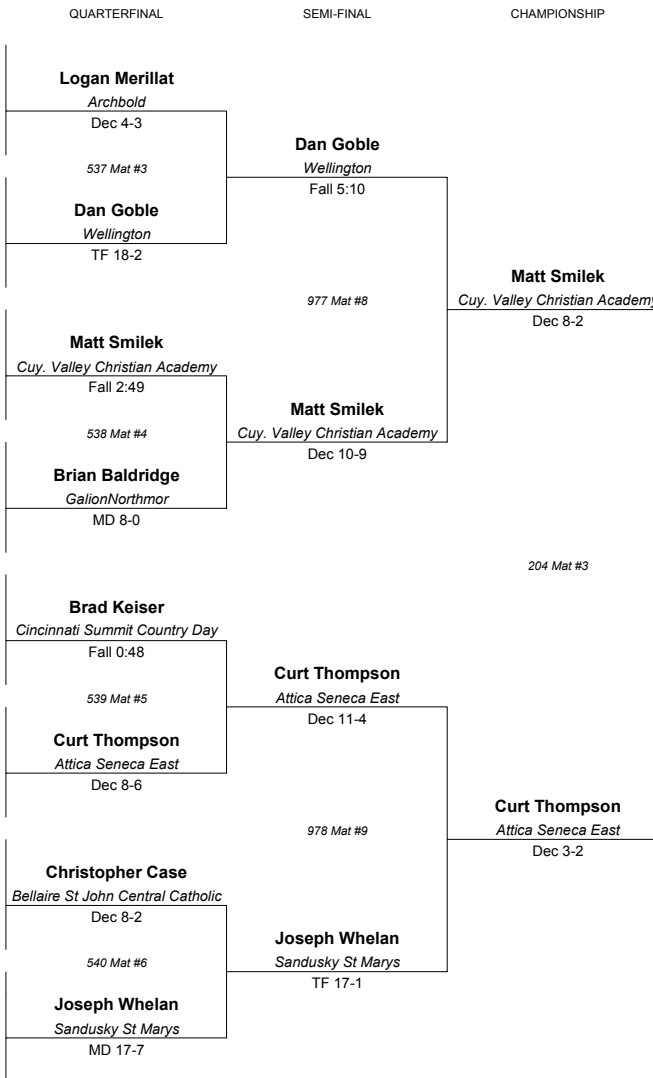 QUARTERFINAL SEMI-FINAL CHAMPIONSHIP
Logan Merillat
Archbold
Dec 4-3
537 Mat #3
Dan Goble
Wellington
TF 18-2
Dan Goble
Wellington
Fall 5:10
Matt Smilek
Cuy. Valley Christian Academy
Fall 2:49
538 Mat #4
Brian Baldridge
GalionNorthmor
MD 8-0
977 Mat #8
Matt Smilek
Cuy. Valley Christian Academy
Dec 10-9
Matt Smilek
Cuy. Valley Christian Academy
Dec 8-2
204 Mat #3
Brad Keiser
Cincinnati Summit Country Day
Fall 0:48
539 Mat #5
Curt Thompson
Attica Seneca East
Dec 8-6
Curt Thompson
Attica Seneca East
Dec 11-4
978 Mat #9
Christopher Case
Bellaire St John Central Catholic
Dec 8-2
540 Mat #6
Joseph Whelan
Sandusky St Marys
MD 17-7
Joseph Whelan
Sandusky St Marys
TF 17-1
Curt Thompson
Attica Seneca East
Dec 3-2